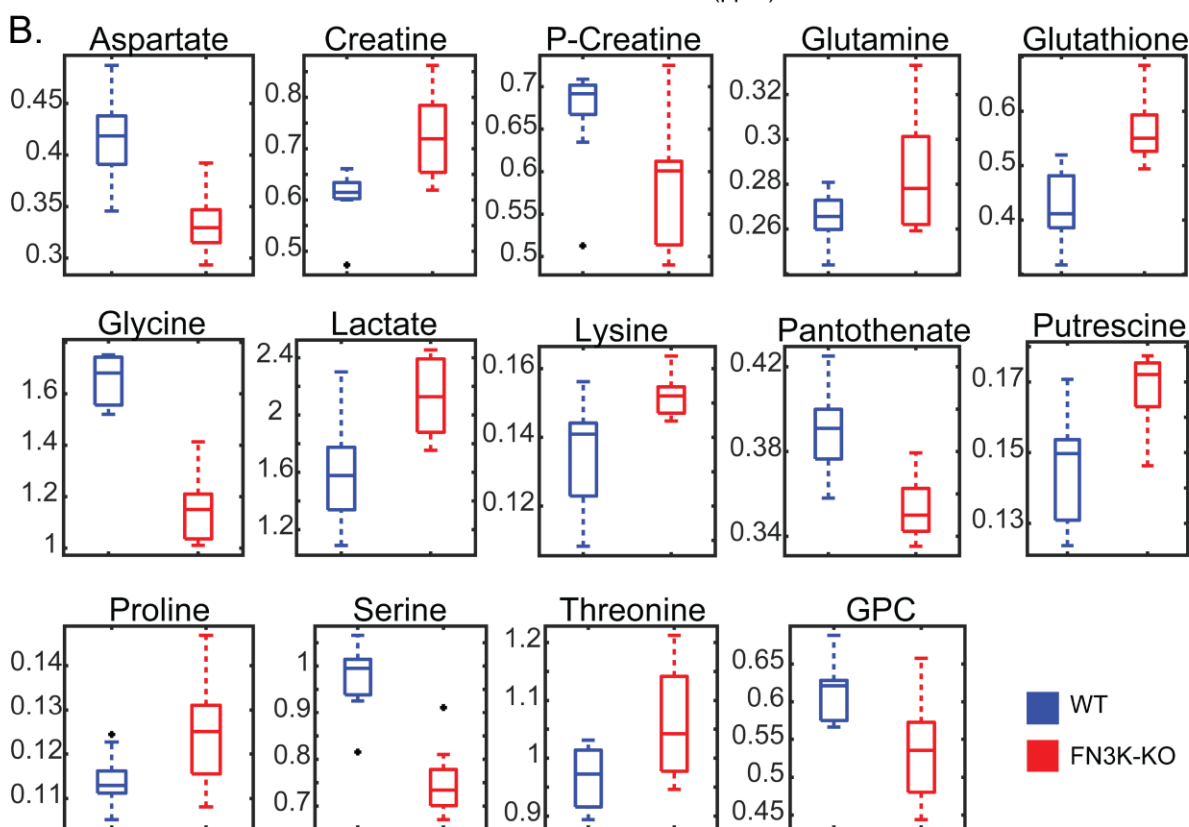 B.
Aspartate Creatine P-Creatine Glutamine Glutathione
0.45 0.4 0.35 0.3
0.8 0.7 0.6 0.5
0.7 0.65 0.6 0.55 0.5
0.32 0.3 0.28 0.26
0.6 0.5 0.4
Glycine Lactate Lysine Pantothenate Putrescine
1.6 1.4 1.2 1
2.4 2 1.6 1.2
0.16 0.14 0.12
0.42 0.38 0.34
0.17 0.15 0.13
Proline Serine Threonine GPC
0.14 0.13 0.12 0.11
1 0.9 0.8 0.7
1.2 1.1 1 0.9
0.65 0.6 0.55 0.5 0.45
WT
FN3K-KO